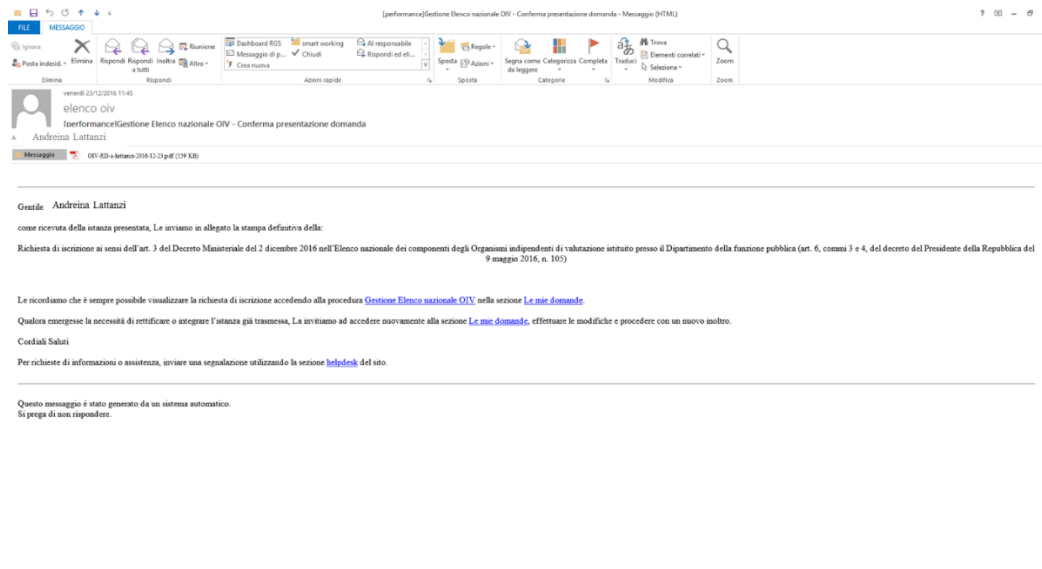 [performance]Gestione Elenco nazionale OIV - Conferma presentazione domanda - Messaggio (HTML)
FILE MESSAGGIO
Ignora
Posta indesid.
Elimina
Rispondi Rispondi a tutti Inoltra
Riunione
Altro
Dashboard RGS
Messaggio di p...
Crea nuova
smart working
Chiudi
Al responsabile
Rispondi ed eli...
Sposta
Regole
Azioni
Segna come da leggere Categorizza Completa
Traduci
Trova
Elementi correlati
Seleziona
Zoom
Elimina Rispondi Azioni rapide Sposta Categorie Modifica Zoom
venerdì 23/12/2016 11:45
elenco oiv
[performance]Gestione Elenco nazionale OIV - Conferma presentazione domanda
A Andreina Lattanzi
Messaggio OIV-RD-a-lattanzi-2016-12-23.pdf (159 KB)
Gentile Andreina Lattanzi
come ricevuta della istanza presentata, Le inviamo in allegato la stampa definitiva della:
Richiesta di iscrizione ai sensi dell'art. 3 del Decreto Ministeriale del 2 dicembre 2016 nell'Elenco nazionale dei componenti degli Organismi indipendenti di valutazione istituito presso il Dipartimento della funzione pubblica (art. 6, commi 3 e 4, del decreto del Presidente della Repubblica del
9 maggio 2016, n. 105)
Le ricordiamo che è sempre possibile visualizzare la richiesta di iscrizione accedendo alla procedura Gestione Elenco nazionale OIV nella sezione Le mie domande.
Qualora emergesse la necessitá di rettificare o integrare l'istanza già trasmessa, La invitiamo ad accedere nuovamente alla sezione Le mie domande, effettuare le modifiche e procedere con un nuovo inoltro.
Cordiali Saluti
Per richieste di informazioni o assistenza, inviare una segnalazione utilizzando la sezione helpdesk del sito.
Questo messaggio é stato generato da un sistema automatico.
Si prega di non rispondere.